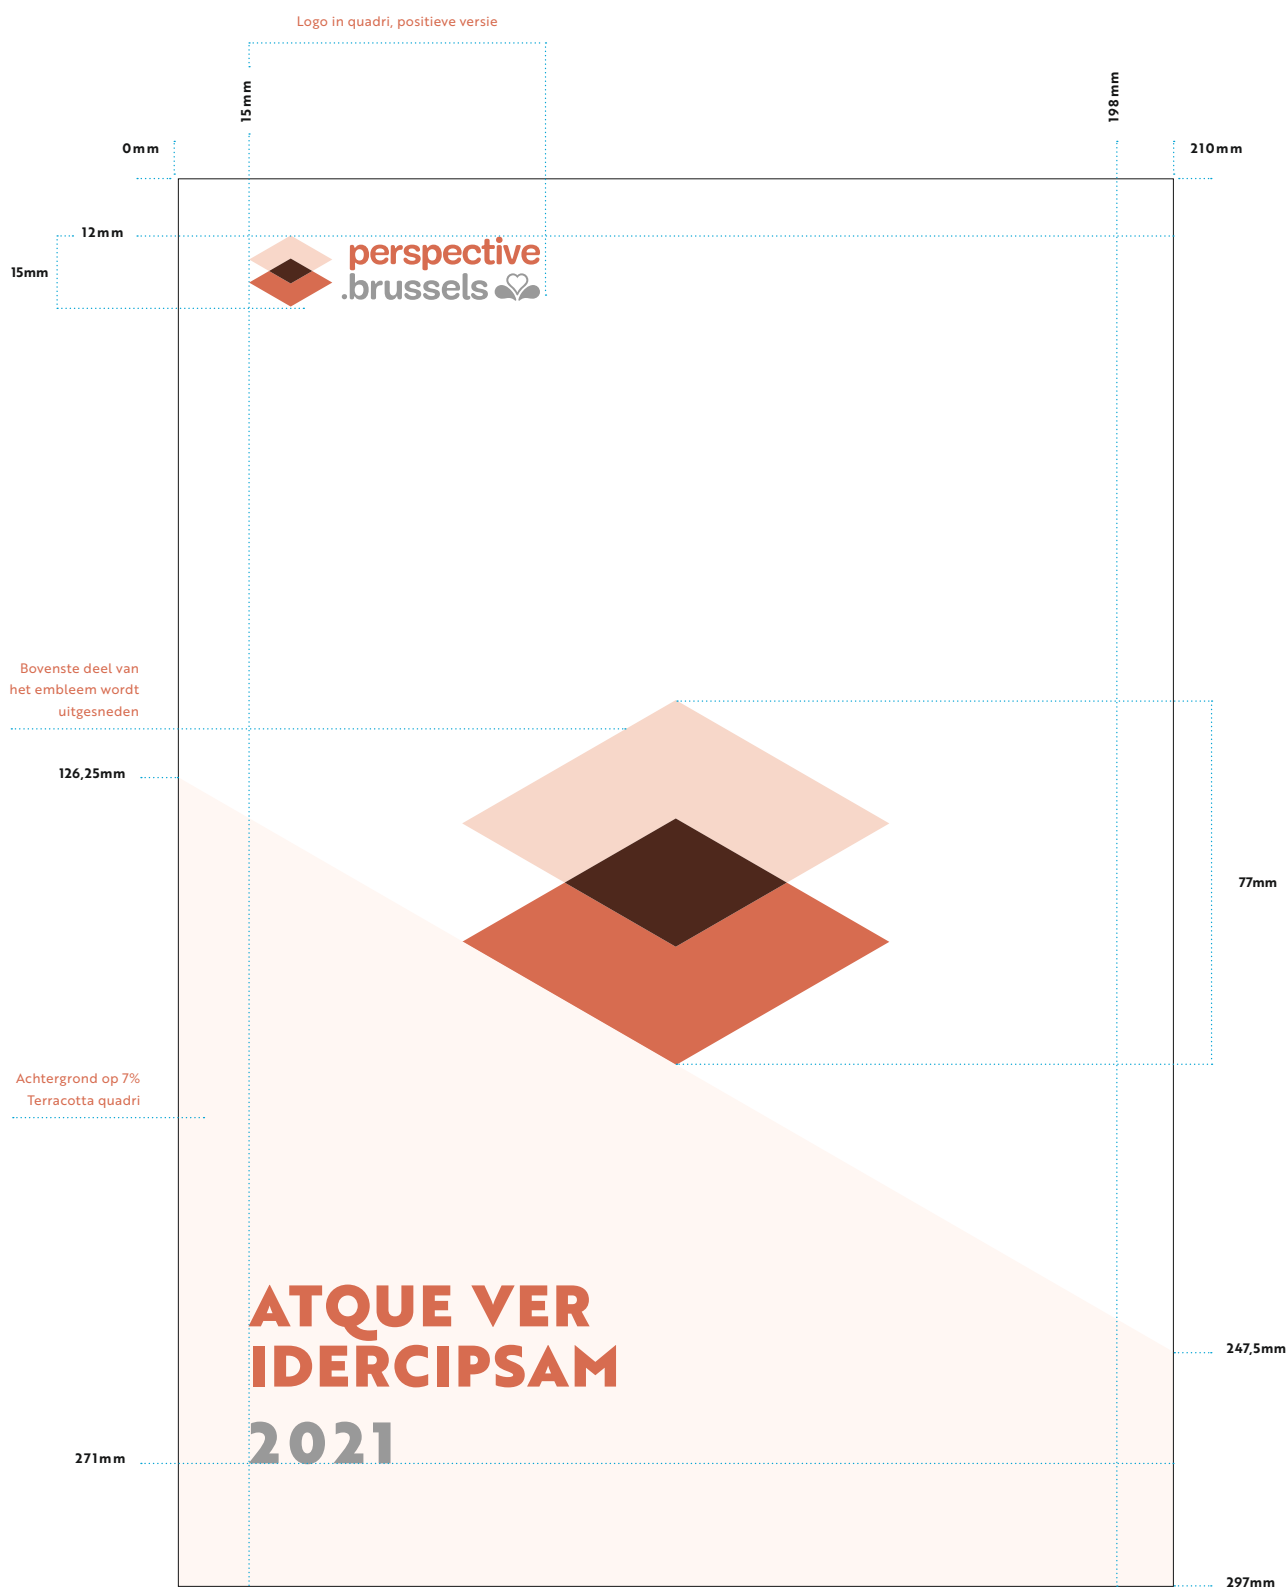 Logo in quadri, positieve versie
15mm
198mm
0mm
210mm
12mm
15mm
perspective
.brussels
Bovenste deel van
het embleem wordt
uitgesneden
126,25mm
77mm
Achtergrond op 7%
Terracotta quadri
ATQUE VER
IDERCIPSAM
247,5mm
2021
271mm
297mm